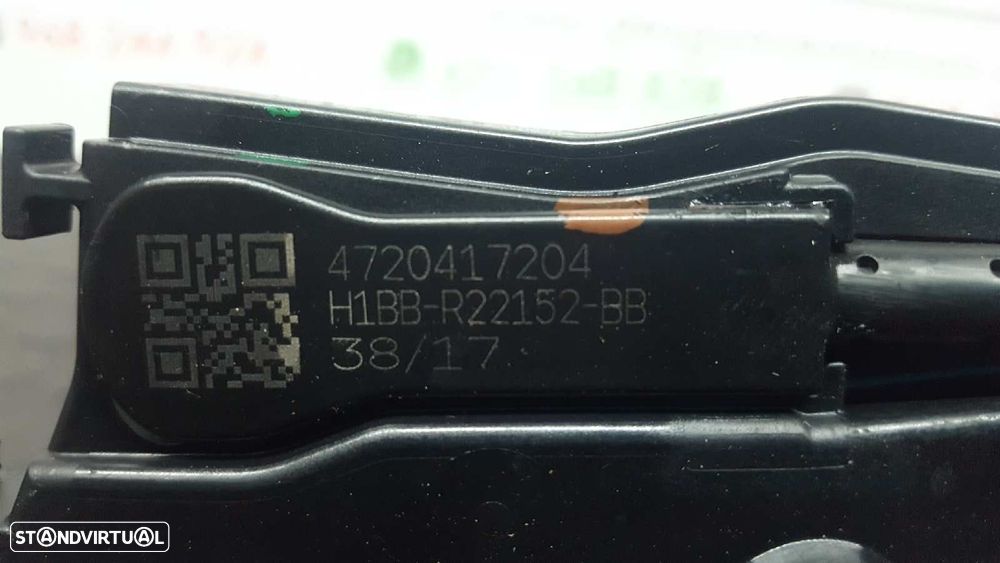 4720417204
H1BB-R22152-BB
38/17
STANDVIRTUAL